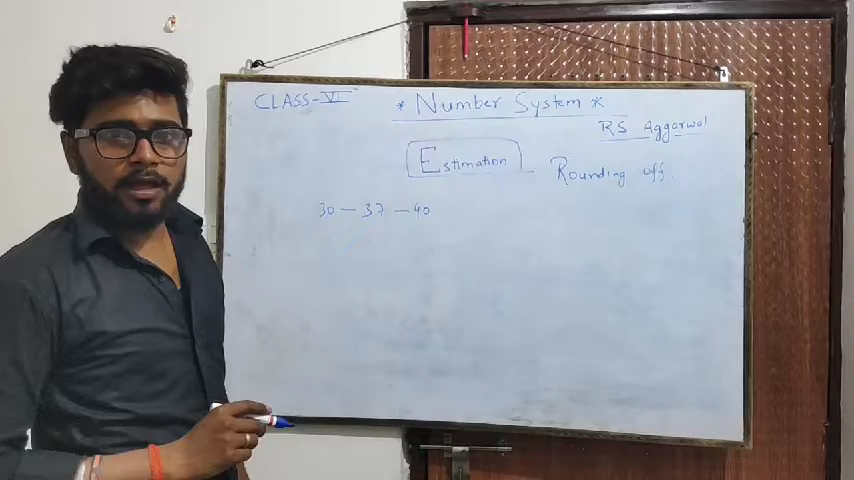 CLASS-VI"
* Number System *
RS Aggarwal
Estimation - Rounding off.
30 — 37 — 40